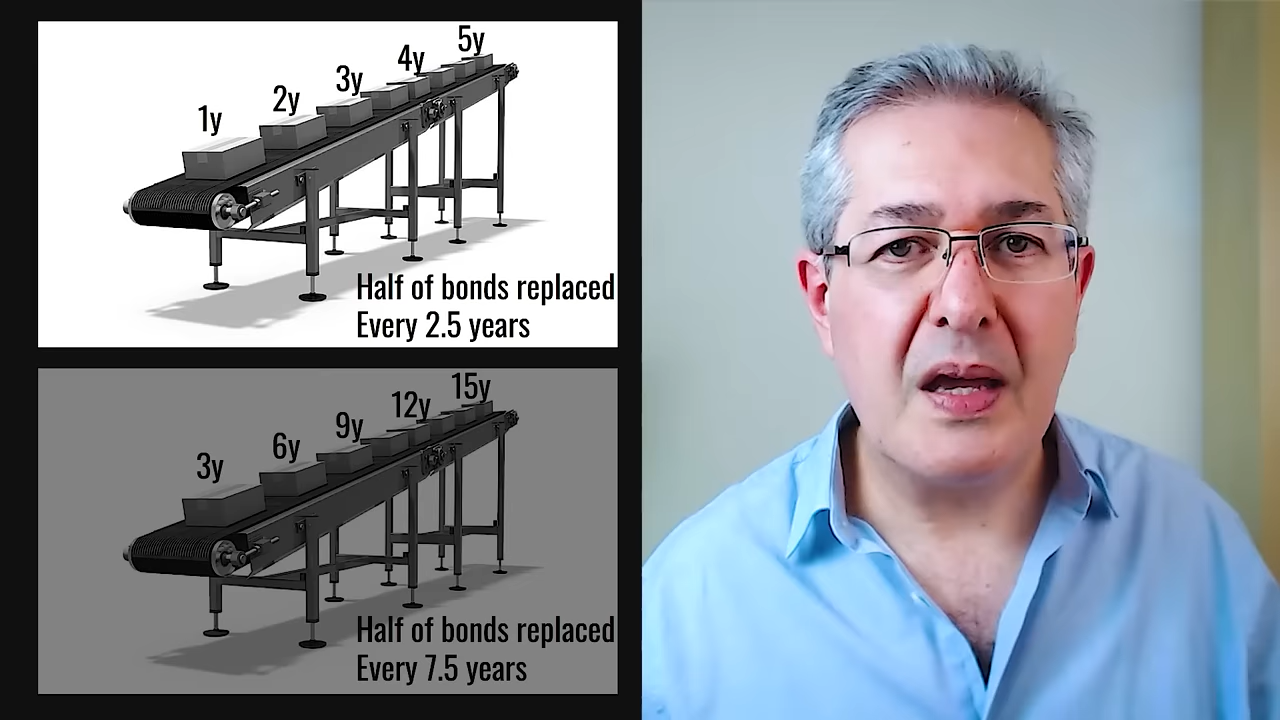 1y
2y
3y
4y
5y
Half of bonds replaced
Every 2.5 years
3y
6y
9y
12y
15y
Half of bonds replaced
Every 7.5 years